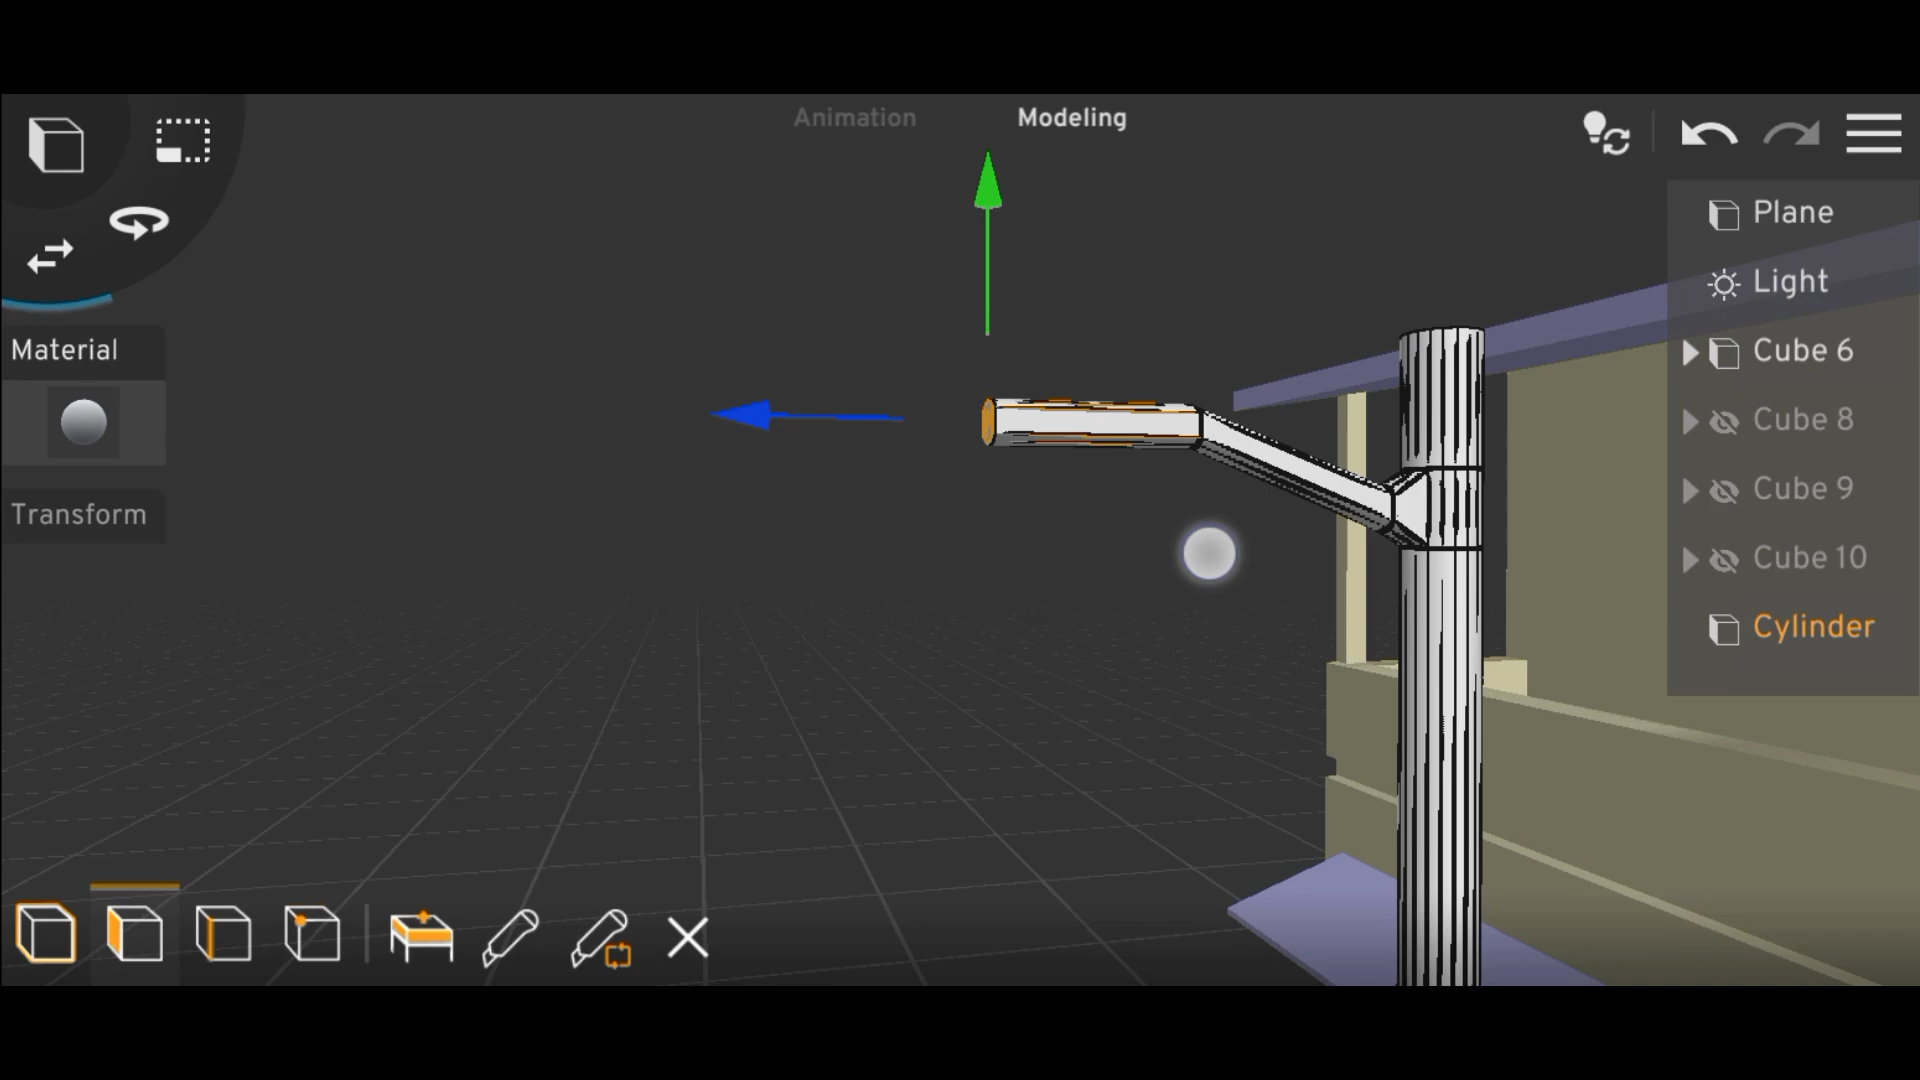 Animation
Modeling
Material
Transform
Plane
Light
Cube 6
Cube 8
Cube 9
Cube 10
Cylinder